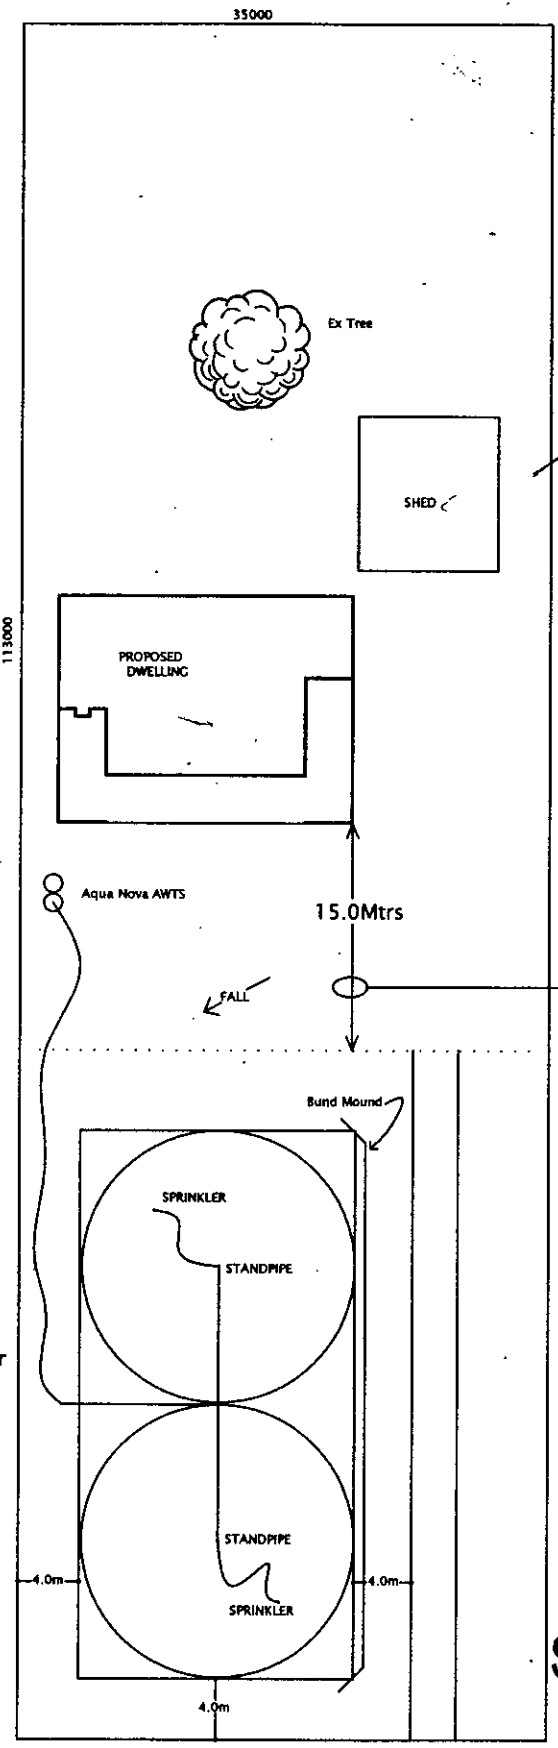 35000
Ex Tree
SHED
113000
PROPOSED
DWELLING
Aqua Nova AWTS
15.0Mtrs
FALL
Bund Mound
SPRINKLER
STANDPIPE
STANDPIPE
4.0m
4.0m
SPRINKLER
4.0m